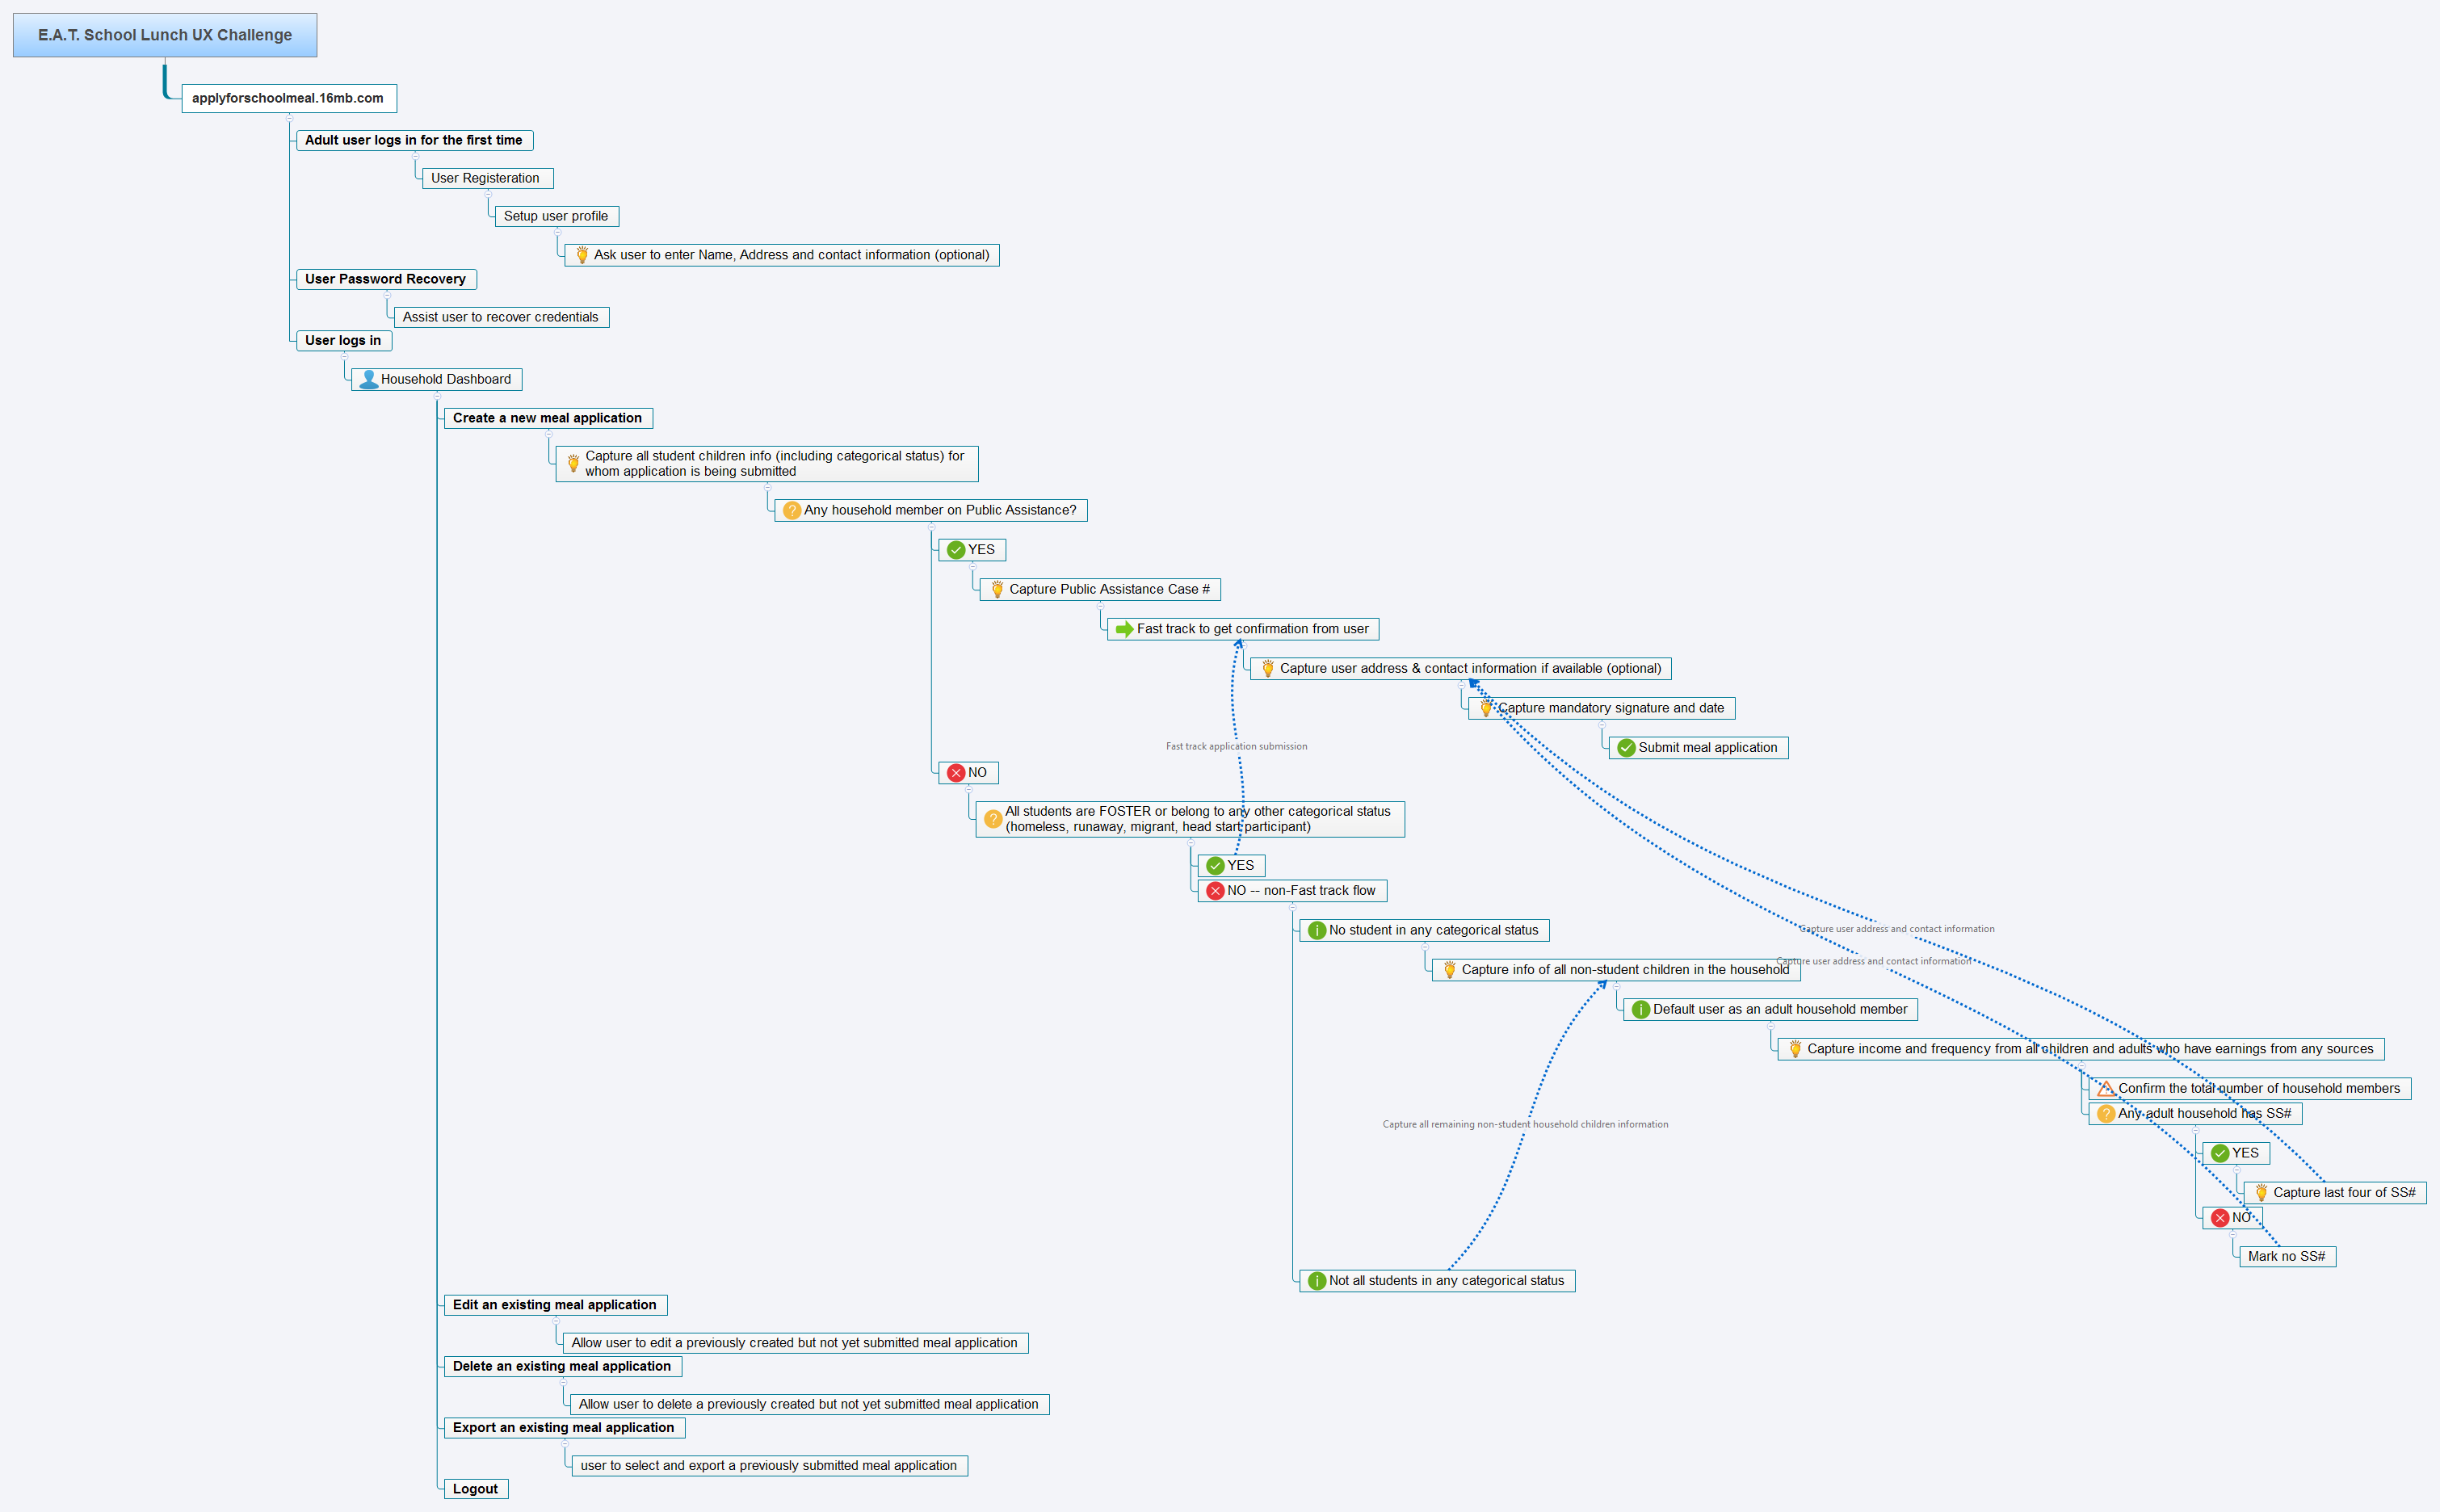 E.A.T. School Lunch UX Challenge
applyforschoolmeal.16mb.com
Adult user logs in for the first time
User Registeration
Setup user profile
Ask user to enter Name, Address and contact information (optional)
User Password Recovery
Assist user to recover credentials
User logs in
Household Dashboard
Create a new meal application
Capture all student children info (including categorical status) for
whom application is being submitted
Any household member on Public Assistance?
YES
Capture Public Assistance Case #
Fast track to get confirmation from user
Capture user address & contact information if available (optional)
Capture mandatory signature and date
Fast track application submission
Submit meal application
NO
All students are FOSTER or belong to any other categorical status
(homeless, runaway, migrant, head start participant)
YES
NO -- non-Fast track flow
No student in any categorical status
Capture user address and contact information
Capture user address and contact information
Capture info of all non-student children in the household
Default user as an adult household member
Capture income and frequency from all children and adults who have earnings from any sources
Confirm the total number of household members
Any adult household has SS#
Capture all remaining non-student household children information
YES
Capture last four of SS#
NO
Mark no SS#
Not all students in any categorical status
Edit an existing meal application
Allow user to edit a previously created but not yet submitted meal application
Delete an existing meal application
Allow user to delete a previously created but not yet submitted meal application
Export an existing meal application
user to select and export a previously submitted meal application
Logout